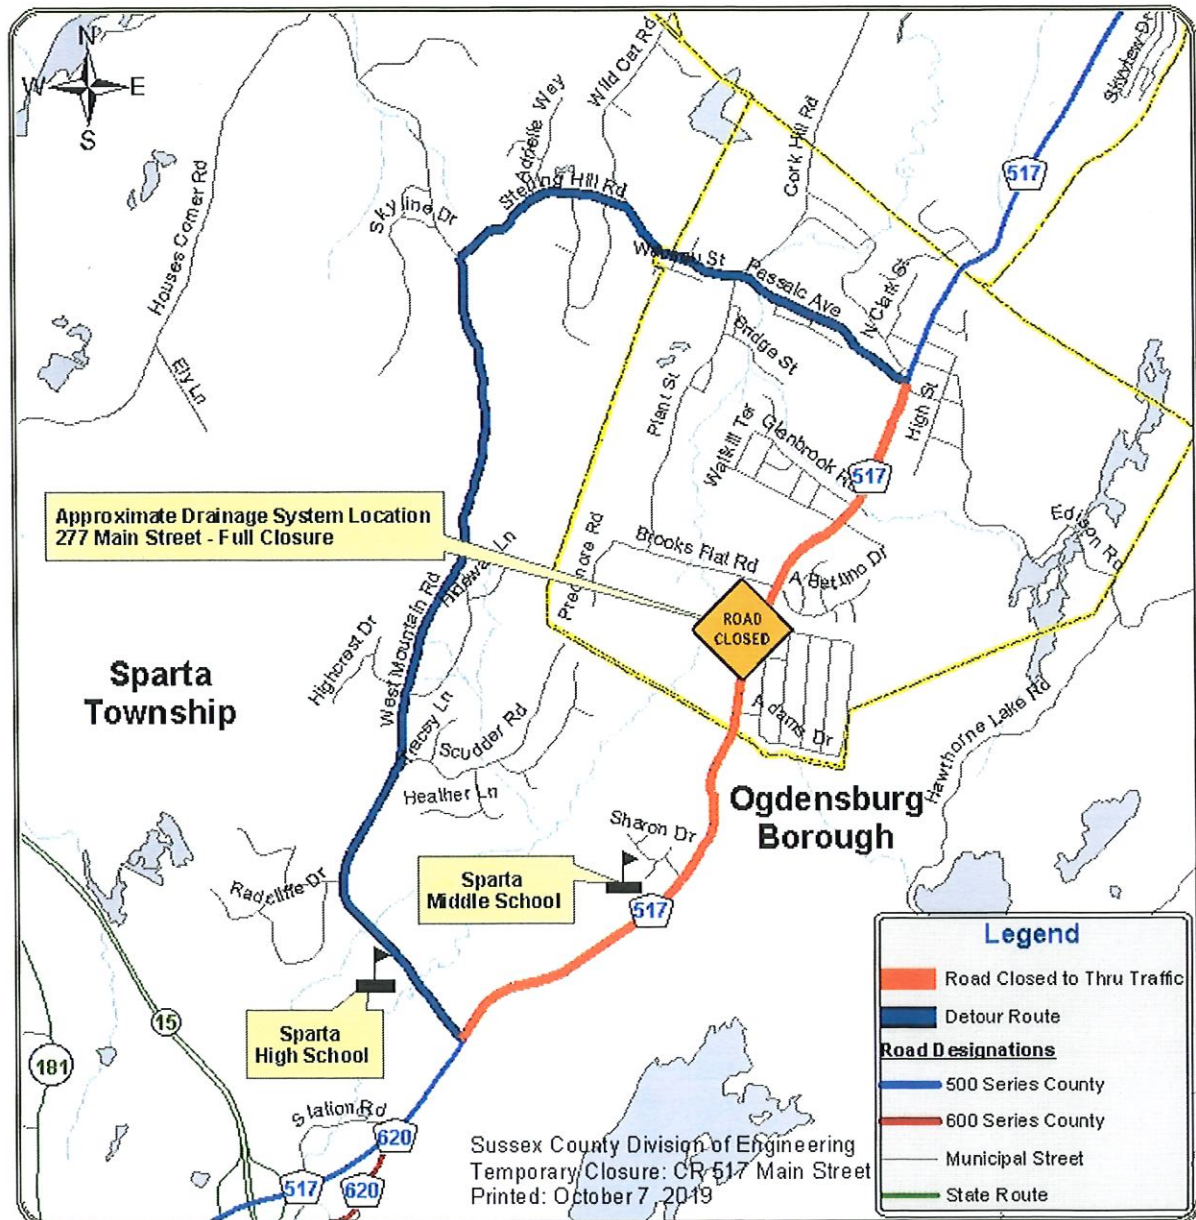 N
W
E
S
Houses Corner Rd
Ely Ln
Skyline Dr
Adrielle Way
Wild Cat Rd
Sterling Hill Rd
Cork Hill Rd
Skyview Dr
517
Passaic Ave
N Clark St
Bridge St
Plant St
High St
Walkill Ter
Glenbrook Rd
517
Edison Rd
Approximate Drainage System Location
277 Main Street - Full Closure
Brooks Flat Rd
A Betlino Dr
ROAD
CLOSED
West Mountain Rd
Highcrest Dr
Sparta
Township
Scudder Rd
Heather Ln
Adams Dr
Hawthorne Lake Rd
Ogdensburg
Borough
Sharon Dr
Sparta
Middle School
517
Radcliffe Dr
Sparta
High School
15
181
Station Rd
620
517
620
Sussex County Division of Engineering
Temporary Closure: CR 517 Main Street
Printed: October 7, 2019
Legend
Road Closed to Thru Traffic
Detour Route
Road Designations
500 Series County
600 Series County
Municipal Street
State Route